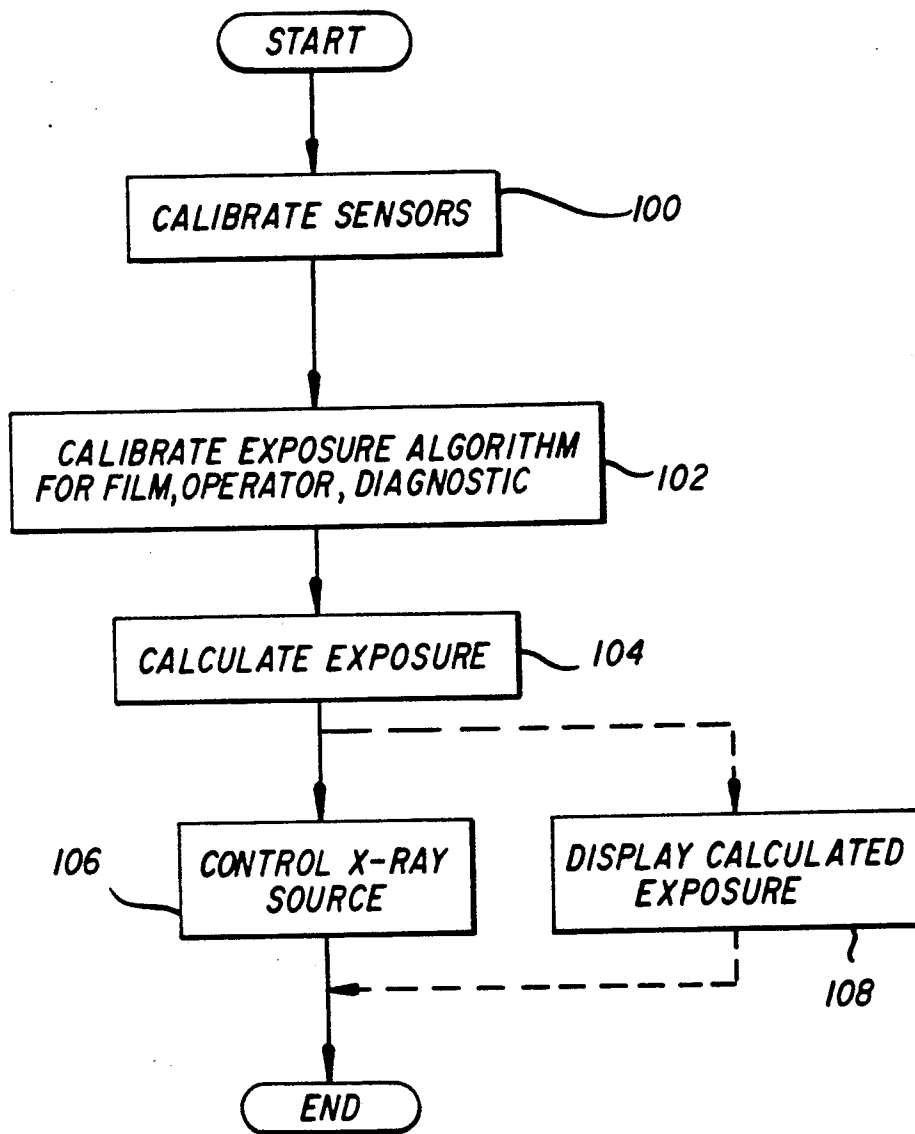 START
CALIBRATE SENSORS
100
CALIBRATE EXPOSURE ALGORITHM
FOR FILM, OPERATOR, DIAGNOSTIC
102
CALCULATE EXPOSURE
104
106
CONTROL X-RAY
SOURCE
DISPLAY CALCULATED
EXPOSURE
108
END